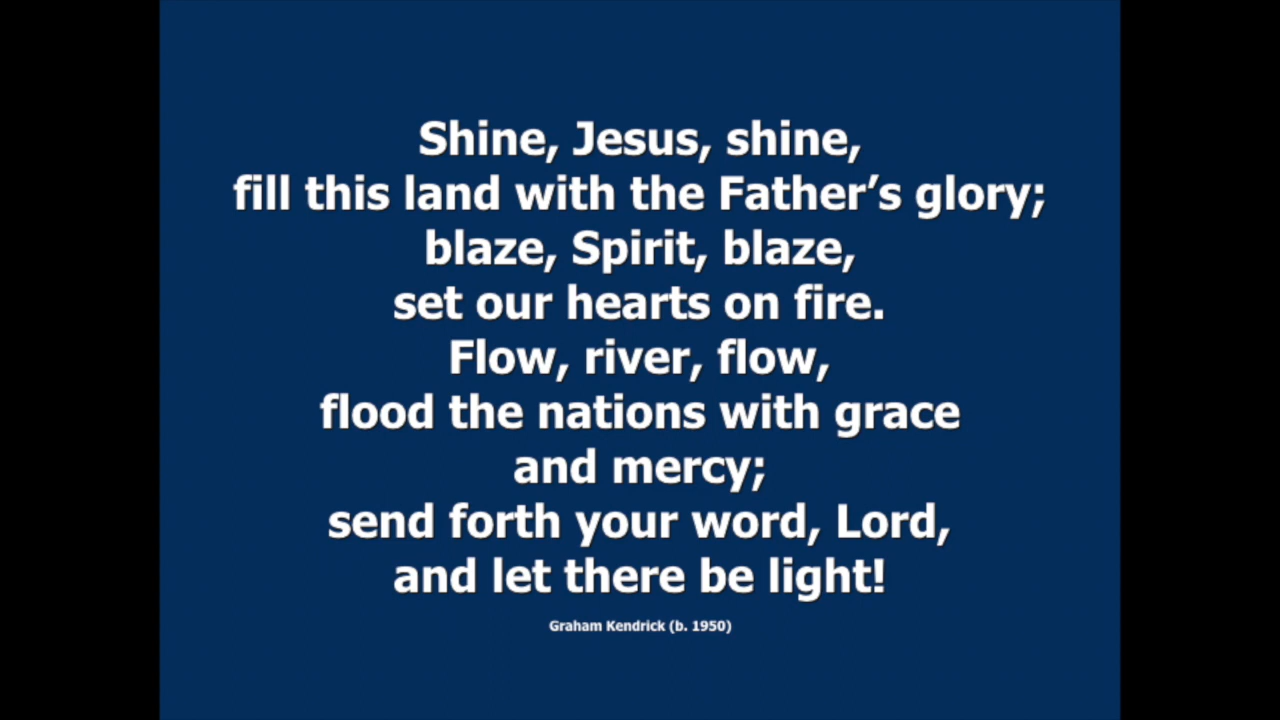 Shine, Jesus, shine,
fill this land with the Father’s glory;
blaze, Spirit, blaze,
set our hearts on fire.
Flow, river, flow,
flood the nations with grace
and mercy;
send forth your word, Lord,
and let there be light!
Graham Kendrick (b. 1950)